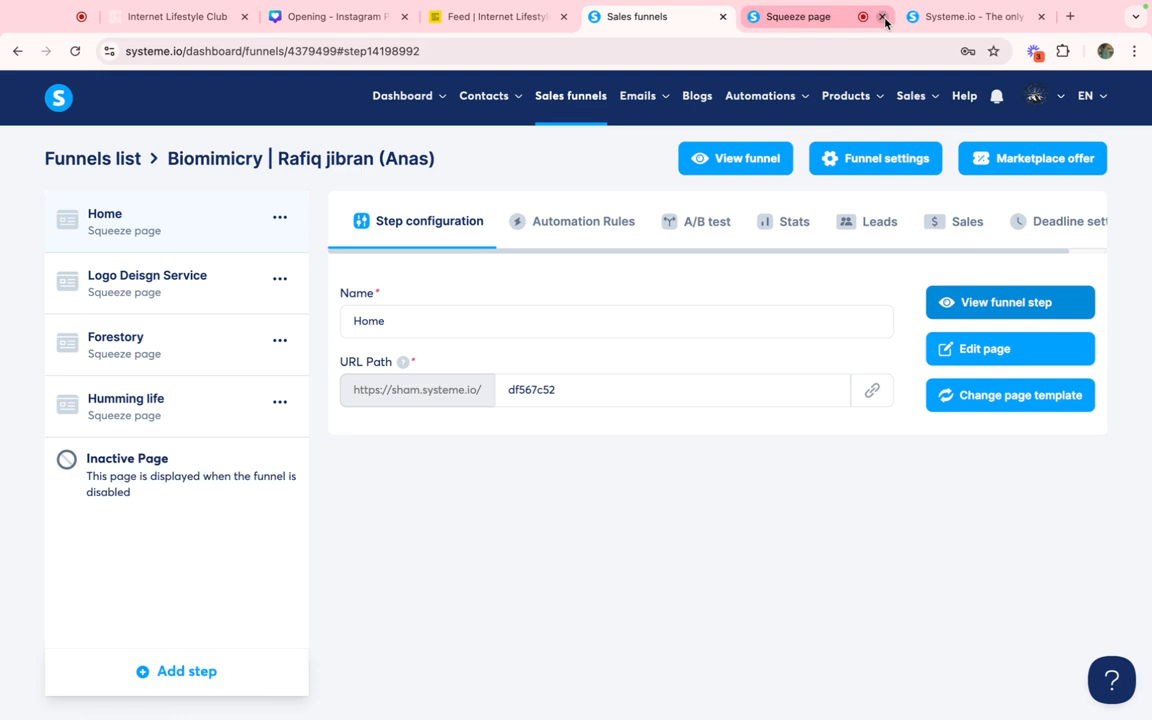 Internet Lifestyle Club
Opening - Instagram P
Feed | Internet Lifesty
Sales funnels
Squeeze page
Systeme.io - The only
systeme.io/dashboard/funnels/4379499#step14198992
3
S
Dashboard
Contacts
Sales funnels
Emails
Blogs
Automations
Products
Sales
Help
EN
Funnels list > Biomimicry | Rafiq jibran (Anas)
View funnel
Funnel settings
Marketplace offer
Home
Squeeze page
Logo Deisgn Service
Squeeze page
Forestory
Squeeze page
Humming life
Squeeze page
Inactive Page
This page is displayed when the funnel is
disabled
Add step
Step configuration
Automation Rules
A/B test
Stats
Leads
Sales
Deadline sett
Name*
Home
URL Path ? *
https://sham.systeme.io/
df567c52
View funnel step
Edit page
Change page template
?